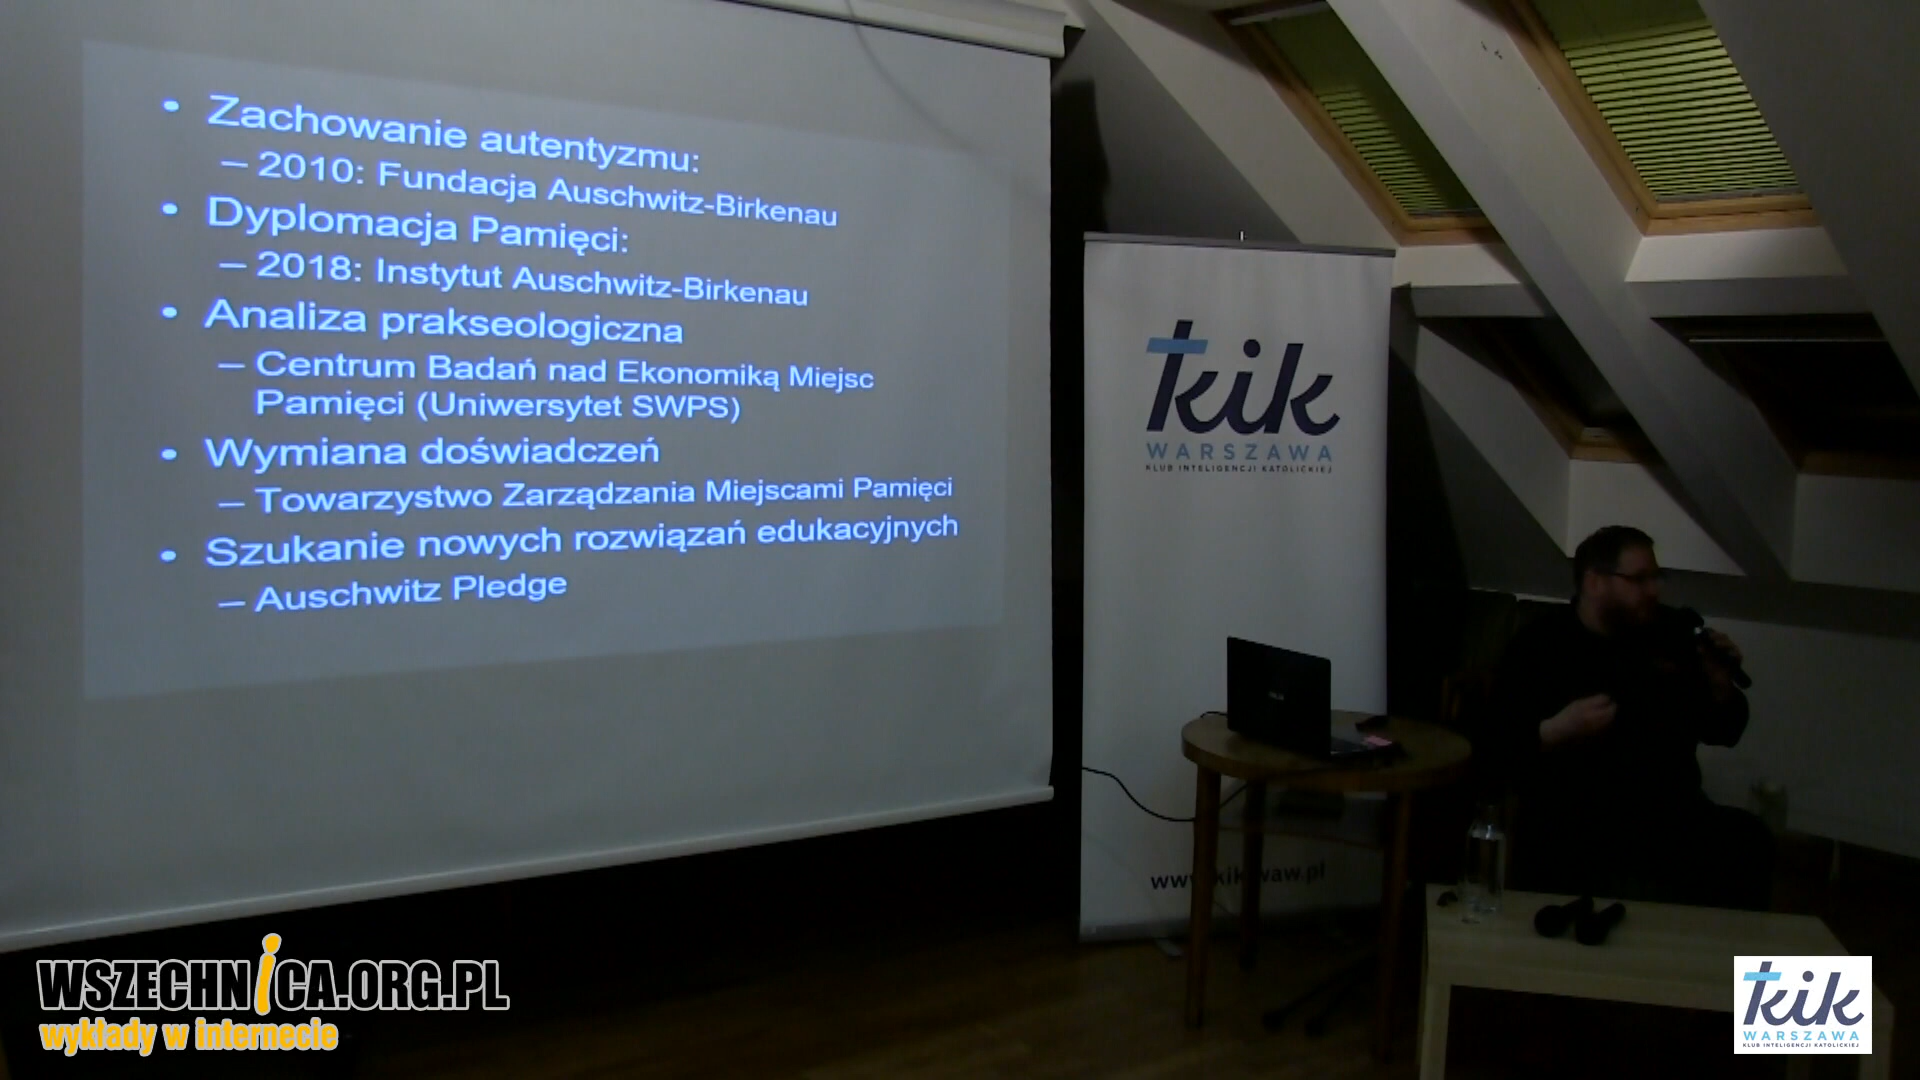 • Zachowanie autentyzmu:
– 2010: Fundacja Auschwitz-Birkenau
• Dyplomacja Pamięci:
– 2018: Instytut Auschwitz-Birkenau
• Analiza prakseologiczna
– Centrum Badań nad Ekonomiką Miejsc
Pamięci (Uniwersytet SWPS)
• Wymiana doświadczeń
– Towarzystwo Zarządzania Miejscami Pamięci
• Szukanie nowych rozwiązań edukacyjnych
– Auschwitz Pledge
kik
WARSZAWA
KLUB INTELIGENCJI KATOLICKIEJ
WSZECHNICA.ORG.PL
wykłady w internecie
kik
WARSZAWA
KLUB INTELIGENCJI KATOLICKIEJ